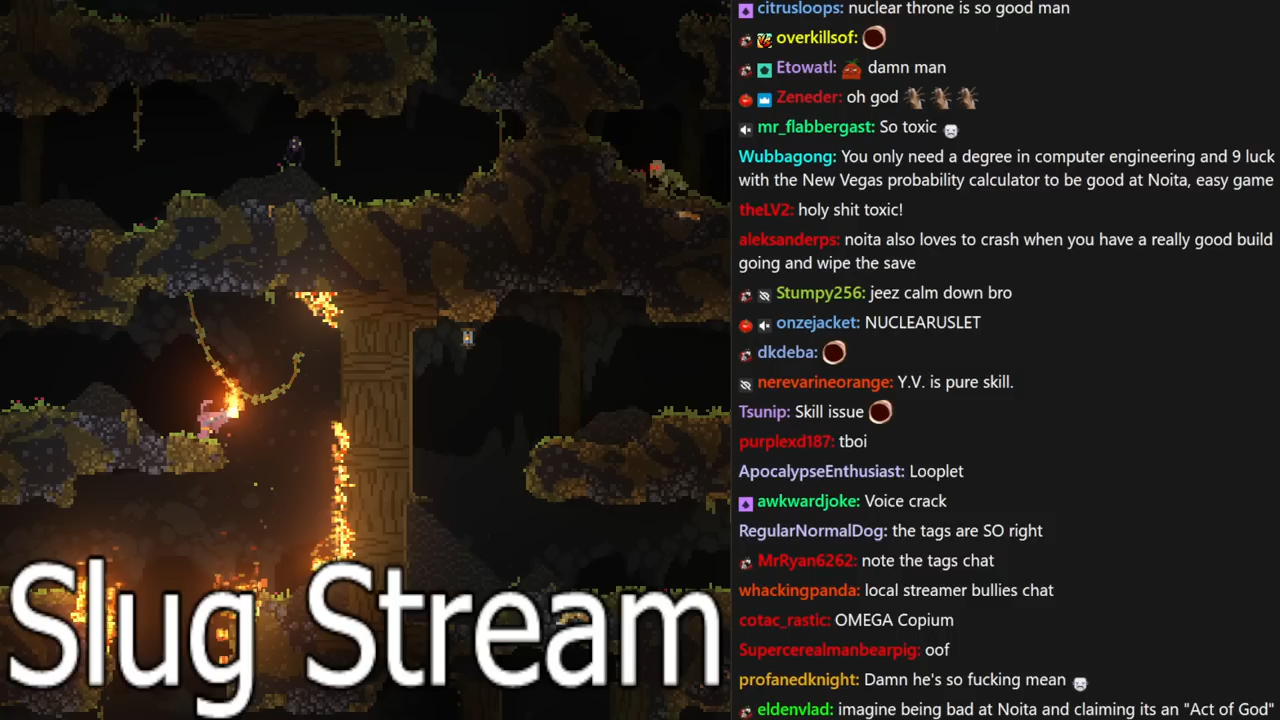 Slug Stream
citrusloops: nuclear throne is so good man
overkillsof:
Etowatl: damn man
Zeneder: oh god
mr_flabbergast: So toxic
Wubbagong: You only need a degree in computer engineering and 9 luck
with the New Vegas probability calculator to be good at Noita, easy game
theLV2: holy shit toxic!
aleksanderps: noita also loves to crash when you have a really good build
going and wipe the save
Stumpy256: jeez calm down bro
onzejacket: NUCLEARUSLET
dkdeba:
nerevarineorange: Y.V. is pure skill.
Tsunip: Skill issue
purplexd187: tboi
ApocalypseEnthusiast: Looplet
awkwardjoke: Voice crack
RegularNormalDog: the tags are SO right
MrRyan6262: note the tags chat
whackingpanda: local streamer bullies chat
cotac_rastic: OMEGA Copium
Supercerealmanbearpig: oof
profanedknight: Damn he's so fucking mean
eldenvlad: imagine being bad at Noita and claiming its an "Act of God"